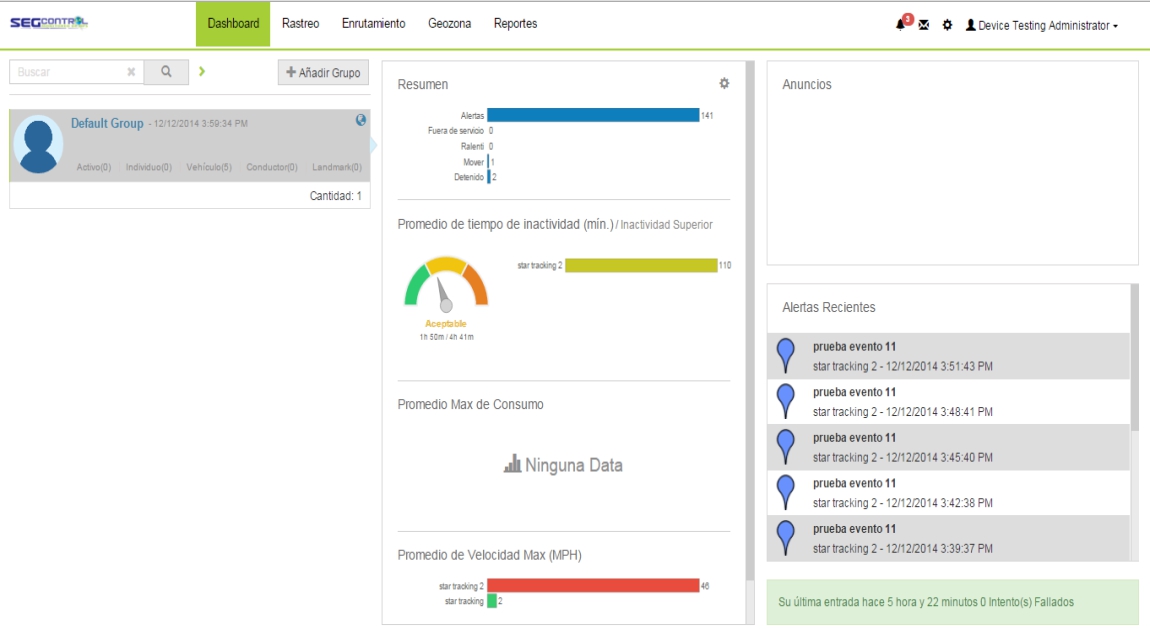 SEGCONTROL
Dashboard Rastreo Enrutamiento Geozona Reportes
3
Device Testing Administrator
Buscar
Añadir Grupo
Default Group - 12/12/2014 3:59:34 PM
Activo(0) Individuo(0) Vehículo(5) Conductor(0) Landmark(0)
Cantidad: 1
Resumen
Alertas 141
Fuera de servicio 0
Ralenti 0
Mover 1
Detenido 2
Promedio de tiempo de inactividad (mín.) / Inactividad Superior
star tracking 2 110
Aceptable
1h 50m / 4h 41m
Promedio Max de Consumo
Ninguna Data
Promedio de Velocidad Max (MPH)
star tracking 2 46
star tracking 2
Anuncios
Alertas Recientes
prueba evento 11
star tracking 2 - 12/12/2014 3:51:43 PM
prueba evento 11
star tracking 2 - 12/12/2014 3:48:41 PM
prueba evento 11
star tracking 2 - 12/12/2014 3:45:40 PM
prueba evento 11
star tracking 2 - 12/12/2014 3:42:38 PM
prueba evento 11
star tracking 2 - 12/12/2014 3:39:37 PM
Su última entrada hace 5 hora y 22 minutos 0 Intento(s) Fallados